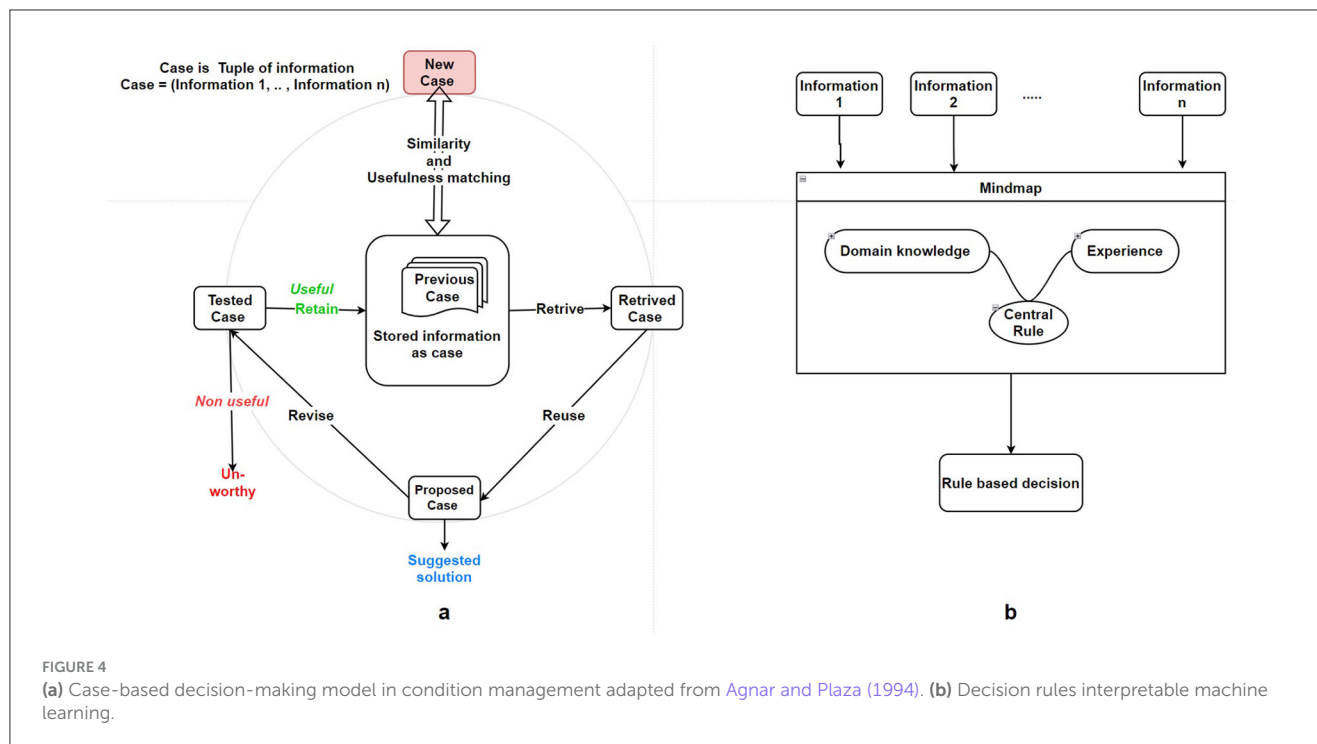 Case is Tuple of information
Case = (Information 1, .. , Information n)
New
Case
Similarity
and
Usefulness matching
Previous
Case
Stored information
as case
Tested
Case
Useful
Retain
Retrive
Retrived
Case
Non useful
Revise
Reuse
Un-
worthy
Proposed
Case
Suggested
solution
a
Information
1
Information
2
.....
Information
n
Mindmap
Domain knowledge
Experience
Central
Rule
Rule based decision
b
FIGURE 4
(a) Case-based decision-making model in condition management adapted from Agnar and Plaza (1994). (b) Decision rules interpretable machine
learning.